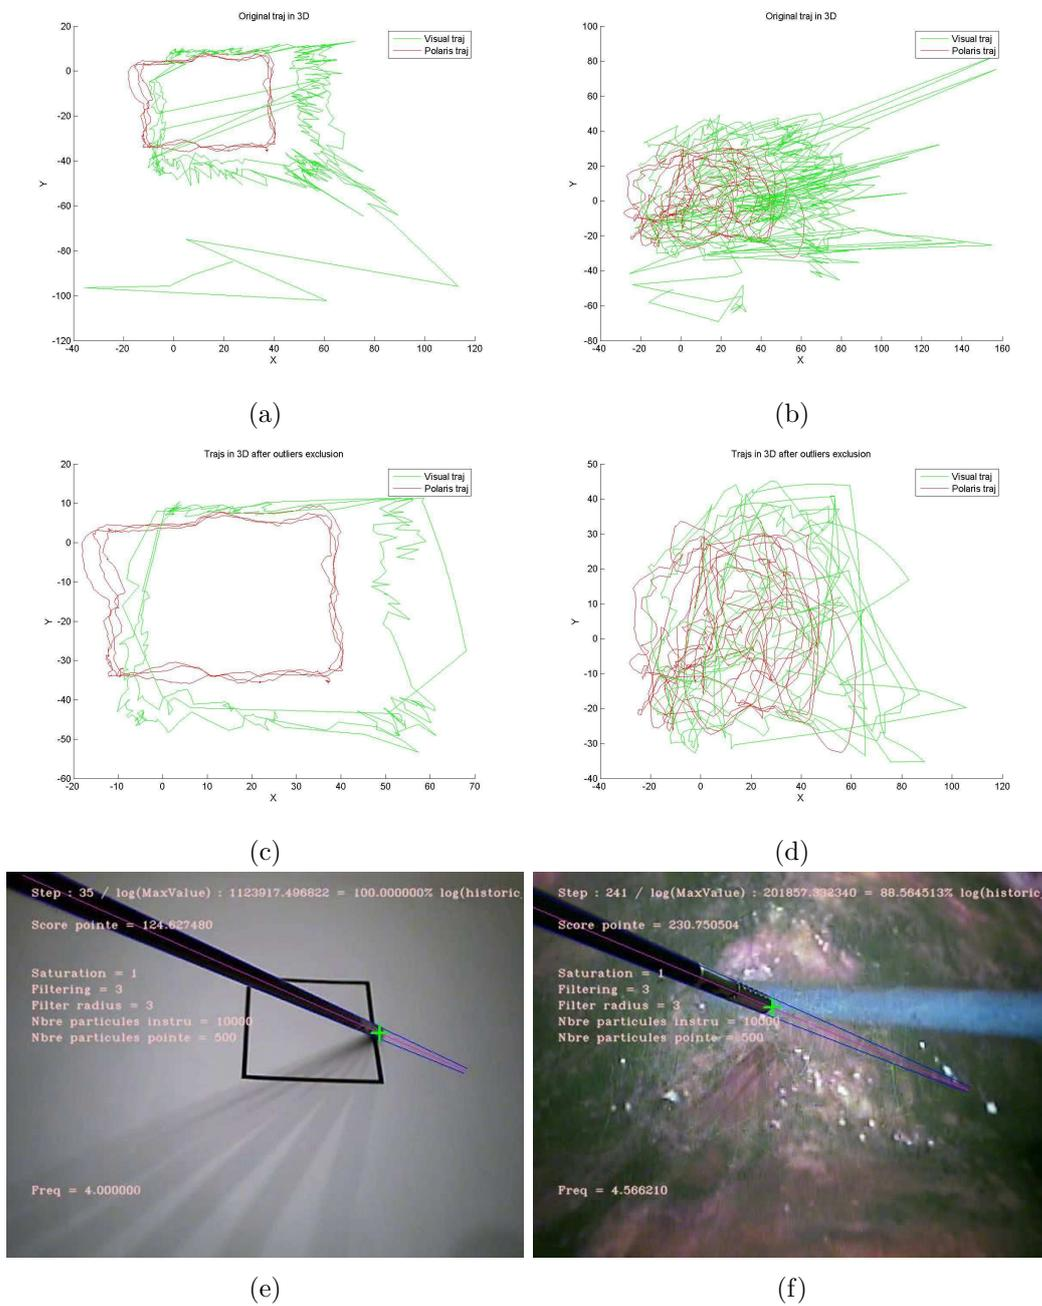 Original traj in 3D
Visual traj
Polaris traj
20
0
-20
-40
-60
-80
-100
-120
Y
-40 -20 0 20 40 60 80 100 120
X
(a)
Original traj in 3D
Visual traj
Polaris traj
100
80
60
40
20
0
-20
-40
-60
-80
Y
-40 -20 0 20 40 60 80 100 120 140 160
X
(b)
Trajs in 3D after outliers exclusion
Visual traj
Polaris traj
20
10
0
-10
-20
-30
-40
-50
-60
Y
-20 -10 0 10 20 30 40 50 60 70
X
(c)
Trajs in 3D after outliers exclusion
Visual traj
Polaris traj
50
40
30
20
10
0
-10
-20
-30
-40
Y
-40 -20 0 20 40 60 80 100 120
X
(d)
Step : 35 / log(MaxValue) : 1123917.496822 = 100.000000% log(historic
Score pointe = 124.627480
Saturation = 1
Filtering = 3
Filter radius = 3
Nbre particules instru = 10000
Nbre particules pointe = 500
Freq = 4.000000
(e)
Step : 241 / log(MaxValue) : 201857.332340 = 88.564513% log(historic
Score pointe = 230.750504
Saturation = 1
Filtering = 3
Filter radius = 3
Nbre particules instru = 10000
Nbre particules pointe = 500
Freq = 4.566210
(f)